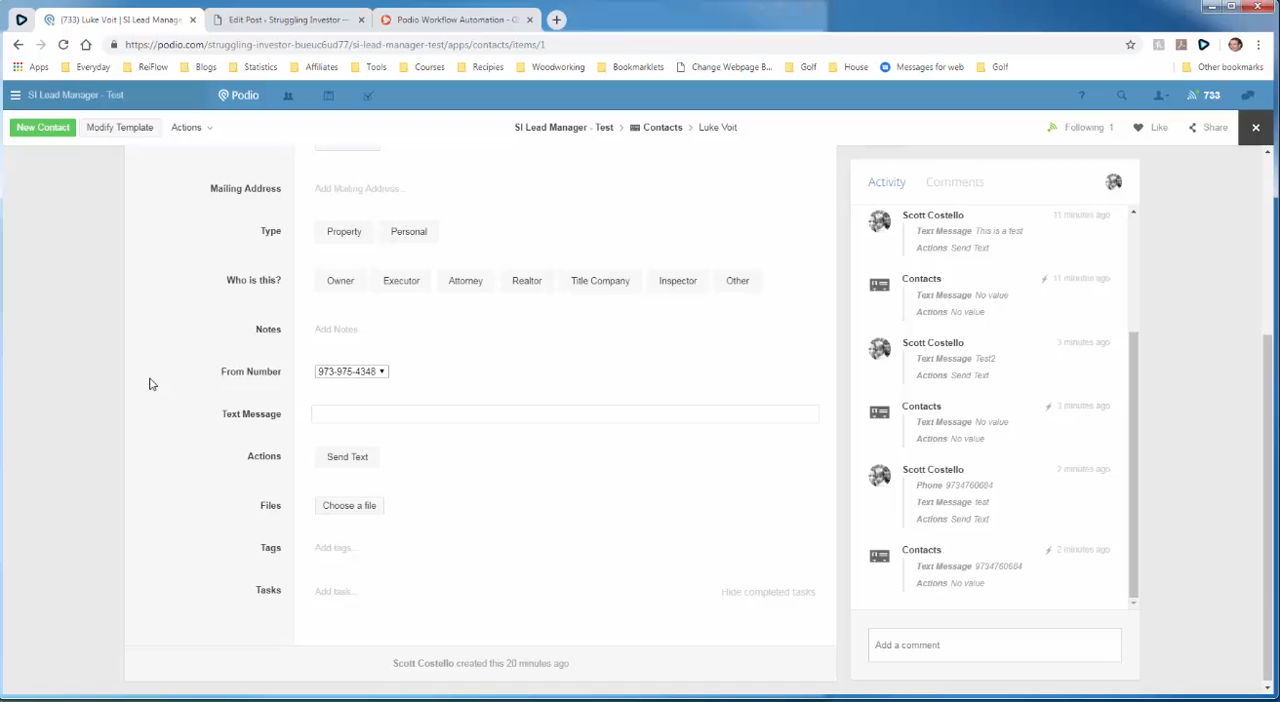 (733) Luke Voit | SI Lead Manage
Edit Post ‹ Struggling Investor —
Podio Workflow Automation - Gl
https://podio.com/struggling-investor-bueuc6ud77/si-lead-manager-test/apps/contacts/items/1
Apps Everyday ReiFlow Blogs Statistics Affiliates Tools Courses Recipies Woodworking Bookmarklets Change Webpage B... Golf House Messages for web Golf Other bookmarks
SI Lead Manager - Test Podio ? 733
New Contact Modify Template Actions SI Lead Manager - Test Contacts Luke Voit Following 1 Like Share
Mailing Address Add Mailing Address...
Type Property Personal
Who is this? Owner Executor Attorney Realtor Title Company Inspector Other
Notes Add Notes
From Number 973-975-4348
Text Message
Actions Send Text
Files Choose a file
Tags Add tags...
Tasks Add task... Hide completed tasks
Scott Costello created this 20 minutes ago
Activity Comments
Scott Costello 11 minutes ago
Text Message This is a test
Actions Send Text
Contacts 11 minutes ago
Text Message No value
Actions No value
Scott Costello 3 minutes ago
Text Message Test2
Actions Send Text
Contacts 3 minutes ago
Text Message No value
Actions No value
Scott Costello 2 minutes ago
Phone 9734760684
Text Message test
Actions Send Text
Contacts 2 minutes ago
Text Message 9734760684
Actions No value
Add a comment